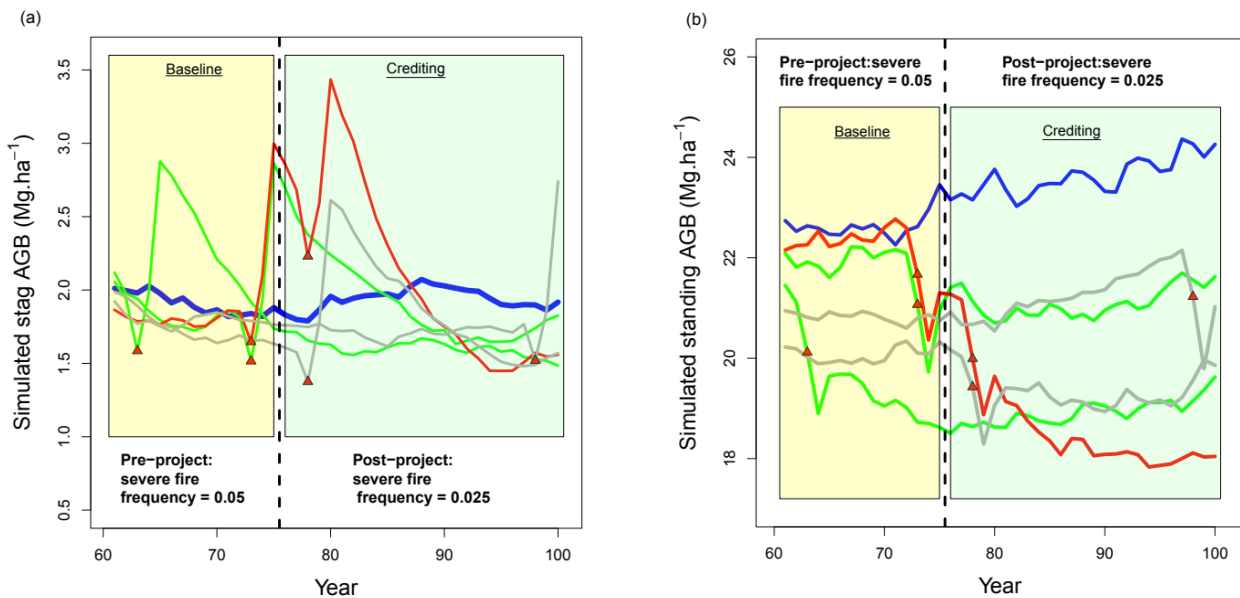 (a)
Simulated stag AGB (Mg.ha⁻¹)
3.5
3.0
2.5
2.0
1.5
1.0
0.5
Baseline
Crediting
Pre−project:
severe fire
frequency = 0.05
Post−project:
severe fire
frequency = 0.025
60
70
80
90
100
Year
(b)
Simulated standing AGB (Mg.ha⁻¹)
26
24
22
20
18
Pre−project:severe
fire frequency = 0.05
Post−project:severe
fire frequency = 0.025
Baseline
Crediting
60
70
80
90
100
Year